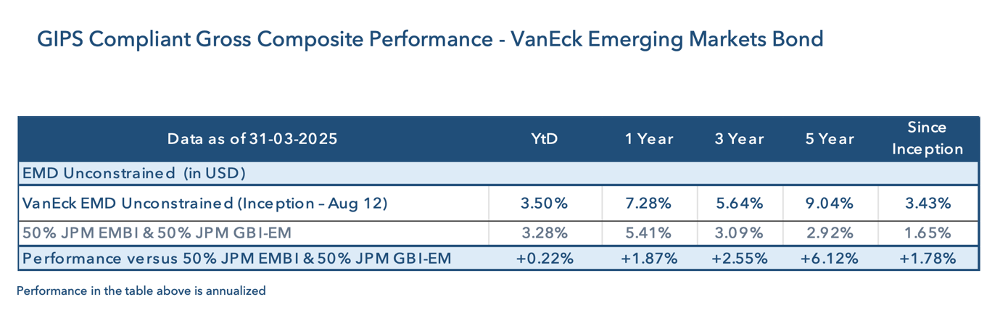 GIPS Compliant Gross Composite Performance - VanEck Emerging Markets Bond
Data as of 31-03-2025 YtD 1 Year 3 Year 5 Year Since Inception
EMD Unconstrained (in USD)
VanEck EMD Unconstrained (Inception – Aug 12) 3.50% 7.28% 5.64% 9.04% 3.43%
50% JPM EMBI & 50% JPM GBI-EM 3.28% 5.41% 3.09% 2.92% 1.65%
Performance versus 50% JPM EMBI & 50% JPM GBI-EM +0.22% +1.87% +2.55% +6.12% +1.78%
Performance in the table above is annualized